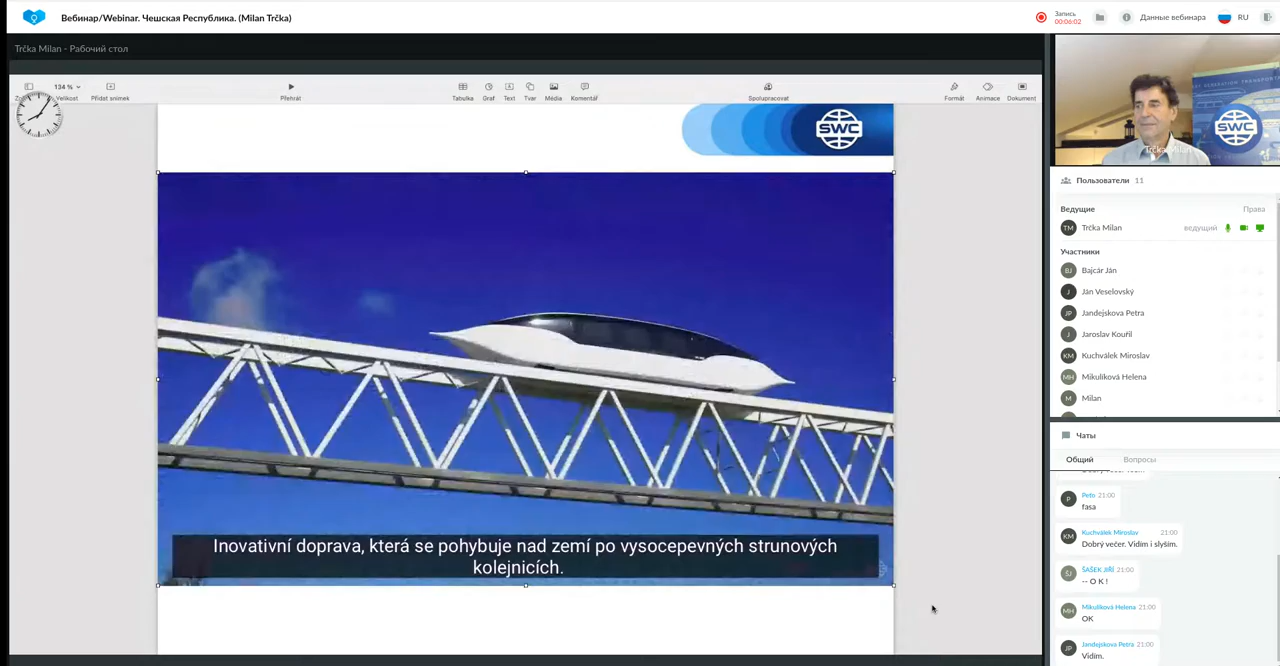 Вебинар/Webinar. Чешская Республика. (Milan Trčka)
Запись
00:06:02
Данные вебинара
RU
Trčka Milan - Рабочий стол
134 %
Velikost
Přidat snímek
Přehrát
Tabulka
Graf
Text
Tvar
Média
Komentář
Spolupracovat
Formát
Animace
Dokument
SWC
Inovativní doprava, která se pohybuje nad zemí po vysocepevných strunových
kolejnicích.
SWC
Trčka Milan
Пользователи 11
Ведущие
Права
TM Trčka Milan ведущий
Участники
BJ Bajcár Ján
J Ján Veselovský
JP Jandejskova Petra
J Jaroslav Kouřil
KM Kuchválek Miroslav
MH Mikulíková Helena
M Milan
Чаты
Общий
Вопросы
P Peto 21:00
fasa
KM Kuchválek Miroslav 21:00
Dobrý večer. Vidím i slyším.
ŠJ ŠAŠEK JIŘÍ 21:00
-- O K !
MH Mikulíková Helena 21:00
OK
JP Jandejskova Petra 21:00
Vidím.